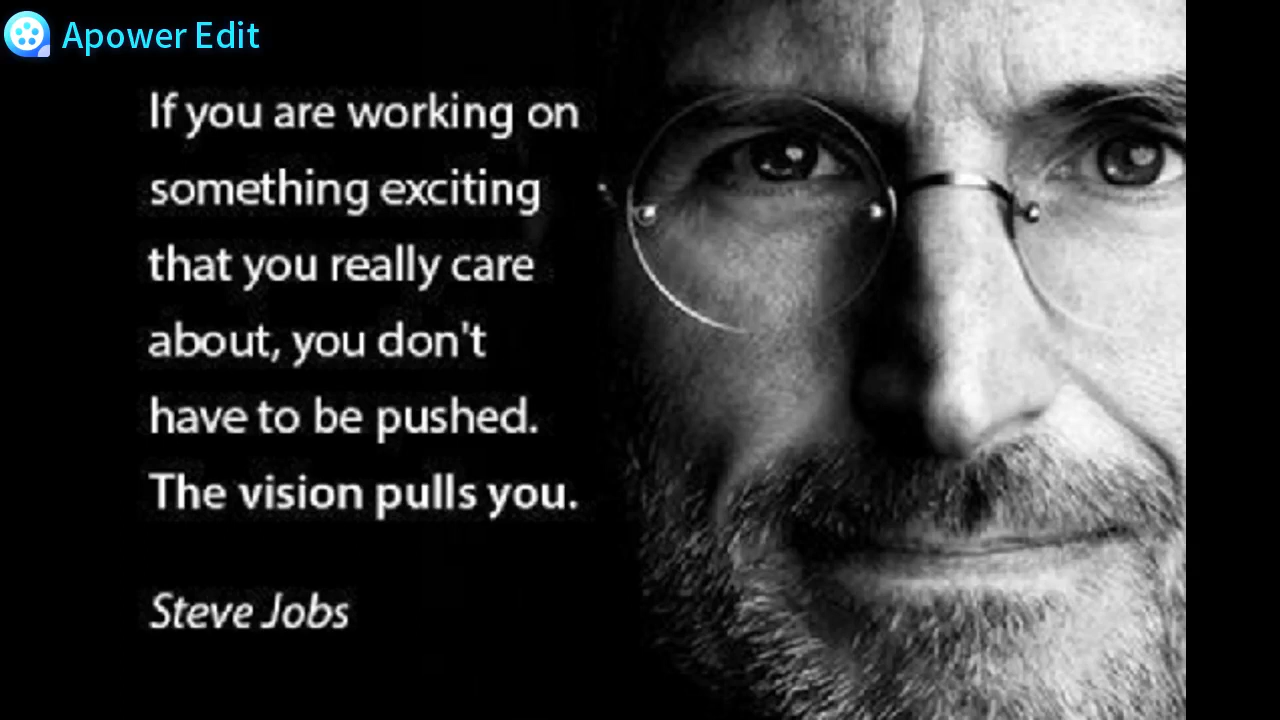 Apower Edit
If you are working on
something exciting
that you really care
about, you don't
have to be pushed.
The vision pulls you.
Steve Jobs